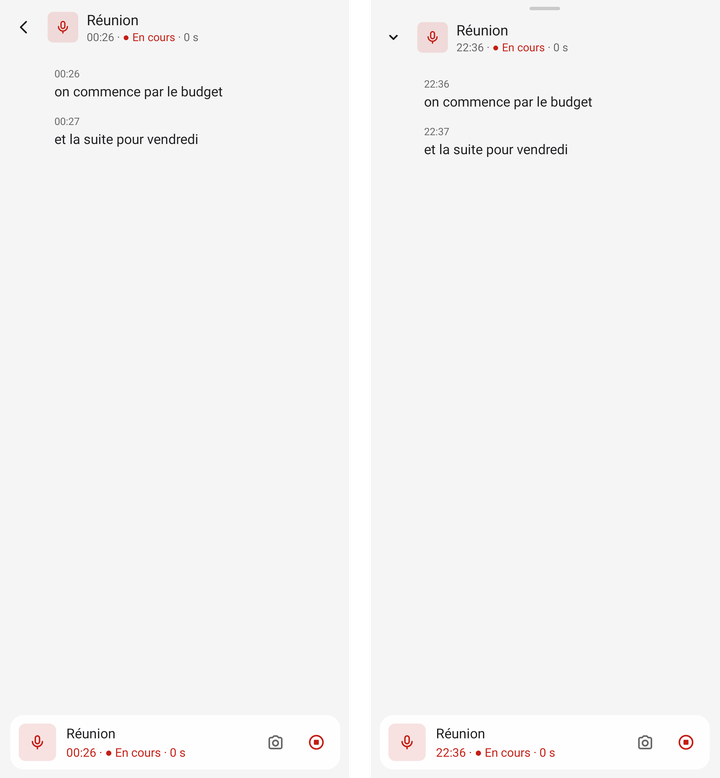 Réunion
00:26 · ● En cours · 0 s
00:26
on commence par le budget
00:27
et la suite pour vendredi
Réunion
00:26 · ● En cours · 0 s
Réunion
22:36 · ● En cours · 0 s
22:36
on commence par le budget
22:37
et la suite pour vendredi
Réunion
22:36 · ● En cours · 0 s